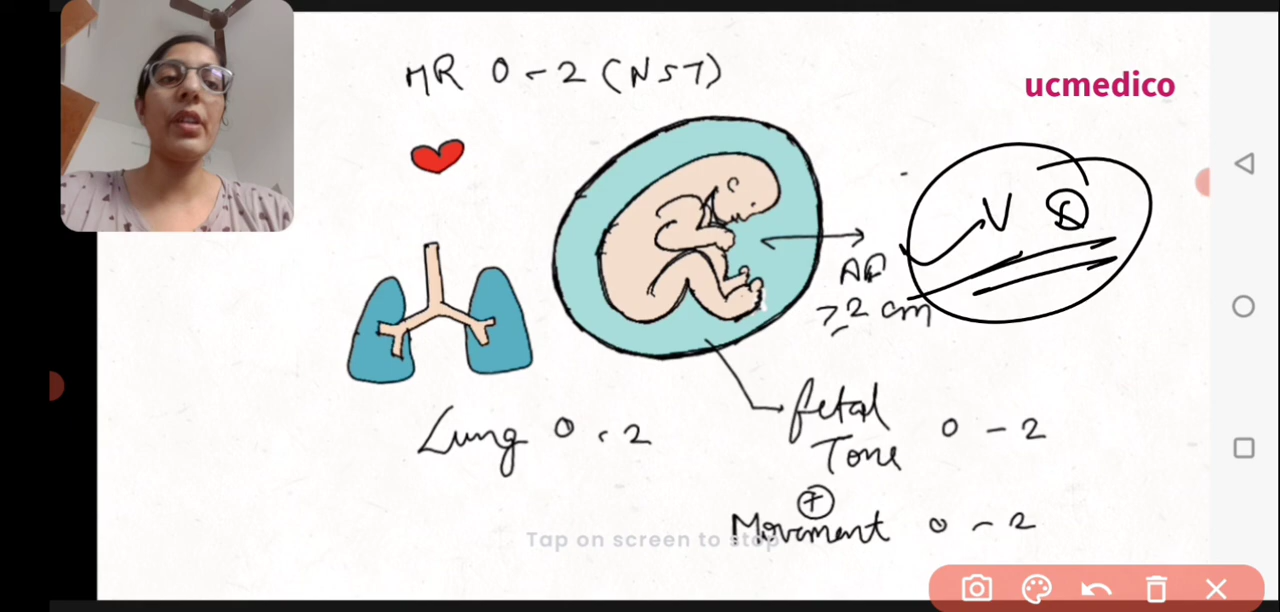 HR 0-2 (NST)
ucmedico
AF
≥2 cm
Lung 0-2
fetal 0-2
Tone
+
Movement 0-2
Tap on screen to stop